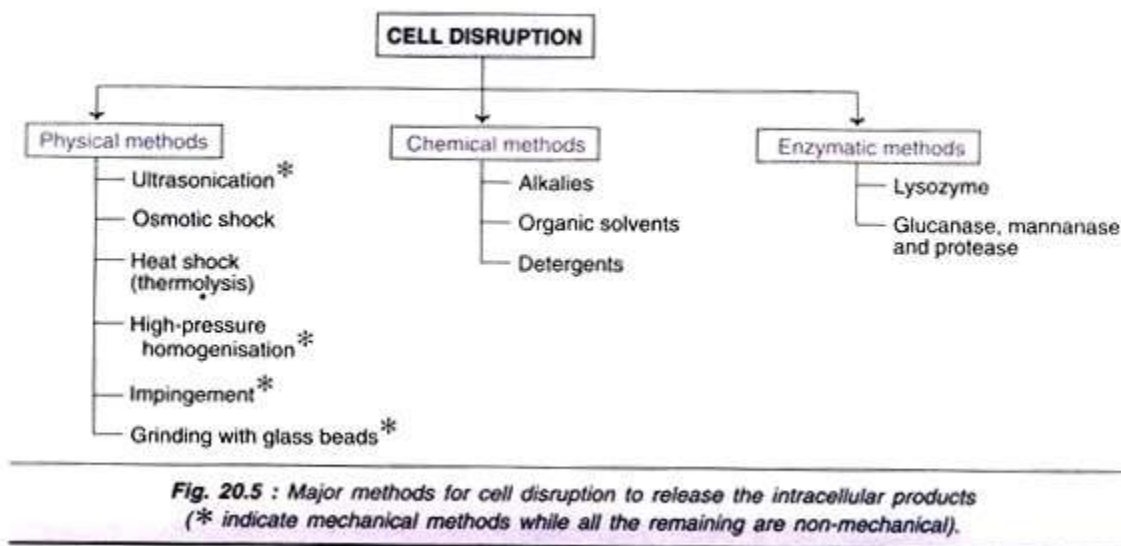 CELL DISRUPTION
Physical methods
Ultrasonication*
Osmotic shock
Heat shock
(thermolysis)
High-pressure
homogenisation*
Impingement*
Grinding with glass beads*
Chemical methods
Alkalies
Organic solvents
Detergents
Enzymatic methods
Lysozyme
Glucanase, mannanase
and protease
Fig. 20.5 : Major methods for cell disruption to release the intracellular products
(* indicate mechanical methods while all the remaining are non-mechanical).